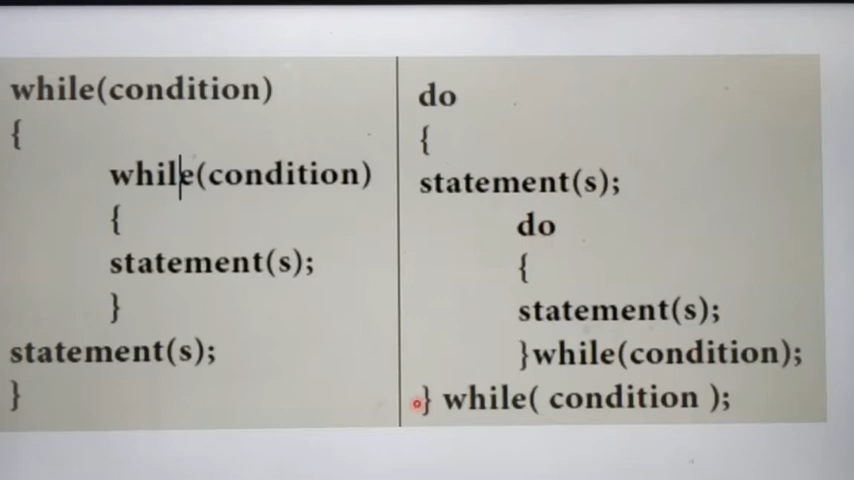 while(condition)
{
while(condition)
{
statement(s);
}
statement(s);
}
do
{
statement(s);
do
{
statement(s);
}while(condition);
} while( condition );